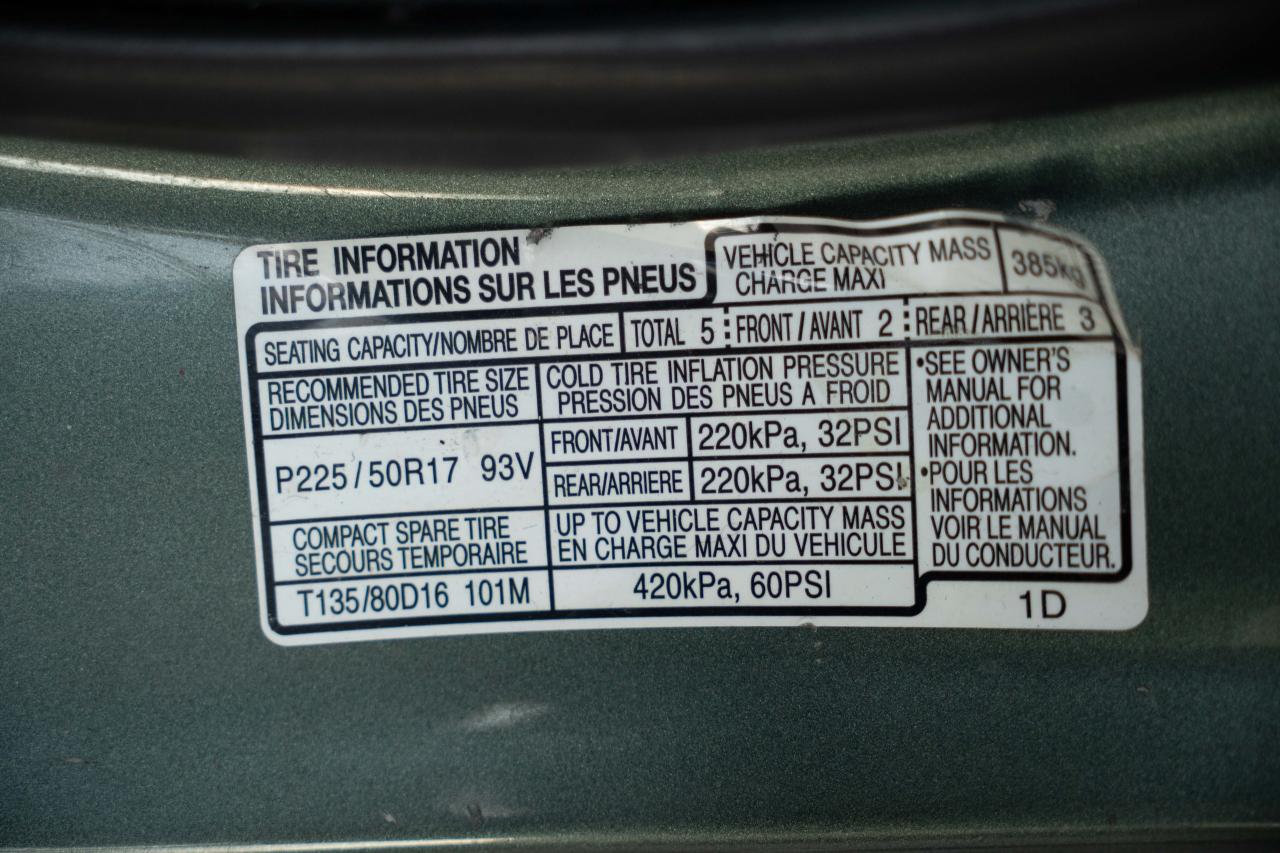 TIRE INFORMATION
INFORMATIONS SUR LES PNEUS
VEHICLE CAPACITY MASS
CHARGE MAXI
385kg
SEATING CAPACITY/NOMBRE DE PLACE
TOTAL 5
FRONT/AVANT 2
REAR/ARRIÈRE 3
RECOMMENDED TIRE SIZE
DIMENSIONS DES PNEUS
COLD TIRE INFLATION PRESSURE
PRESSION DES PNEUS A FROID
P225/50R17 93V
FRONT/AVANT
220kPa, 32PSI
REAR/ARRIERE
220kPa, 32PSI
COMPACT SPARE TIRE
SECOURS TEMPORAIRE
UP TO VEHICLE CAPACITY MASS
EN CHARGE MAXI DU VEHICULE
T135/80D16 101M
420kPa, 60PSI
•SEE OWNER'S
MANUAL FOR
ADDITIONAL
INFORMATION.
•POUR LES
INFORMATIONS
VOIR LE MANUAL
DU CONDUCTEUR.
1D